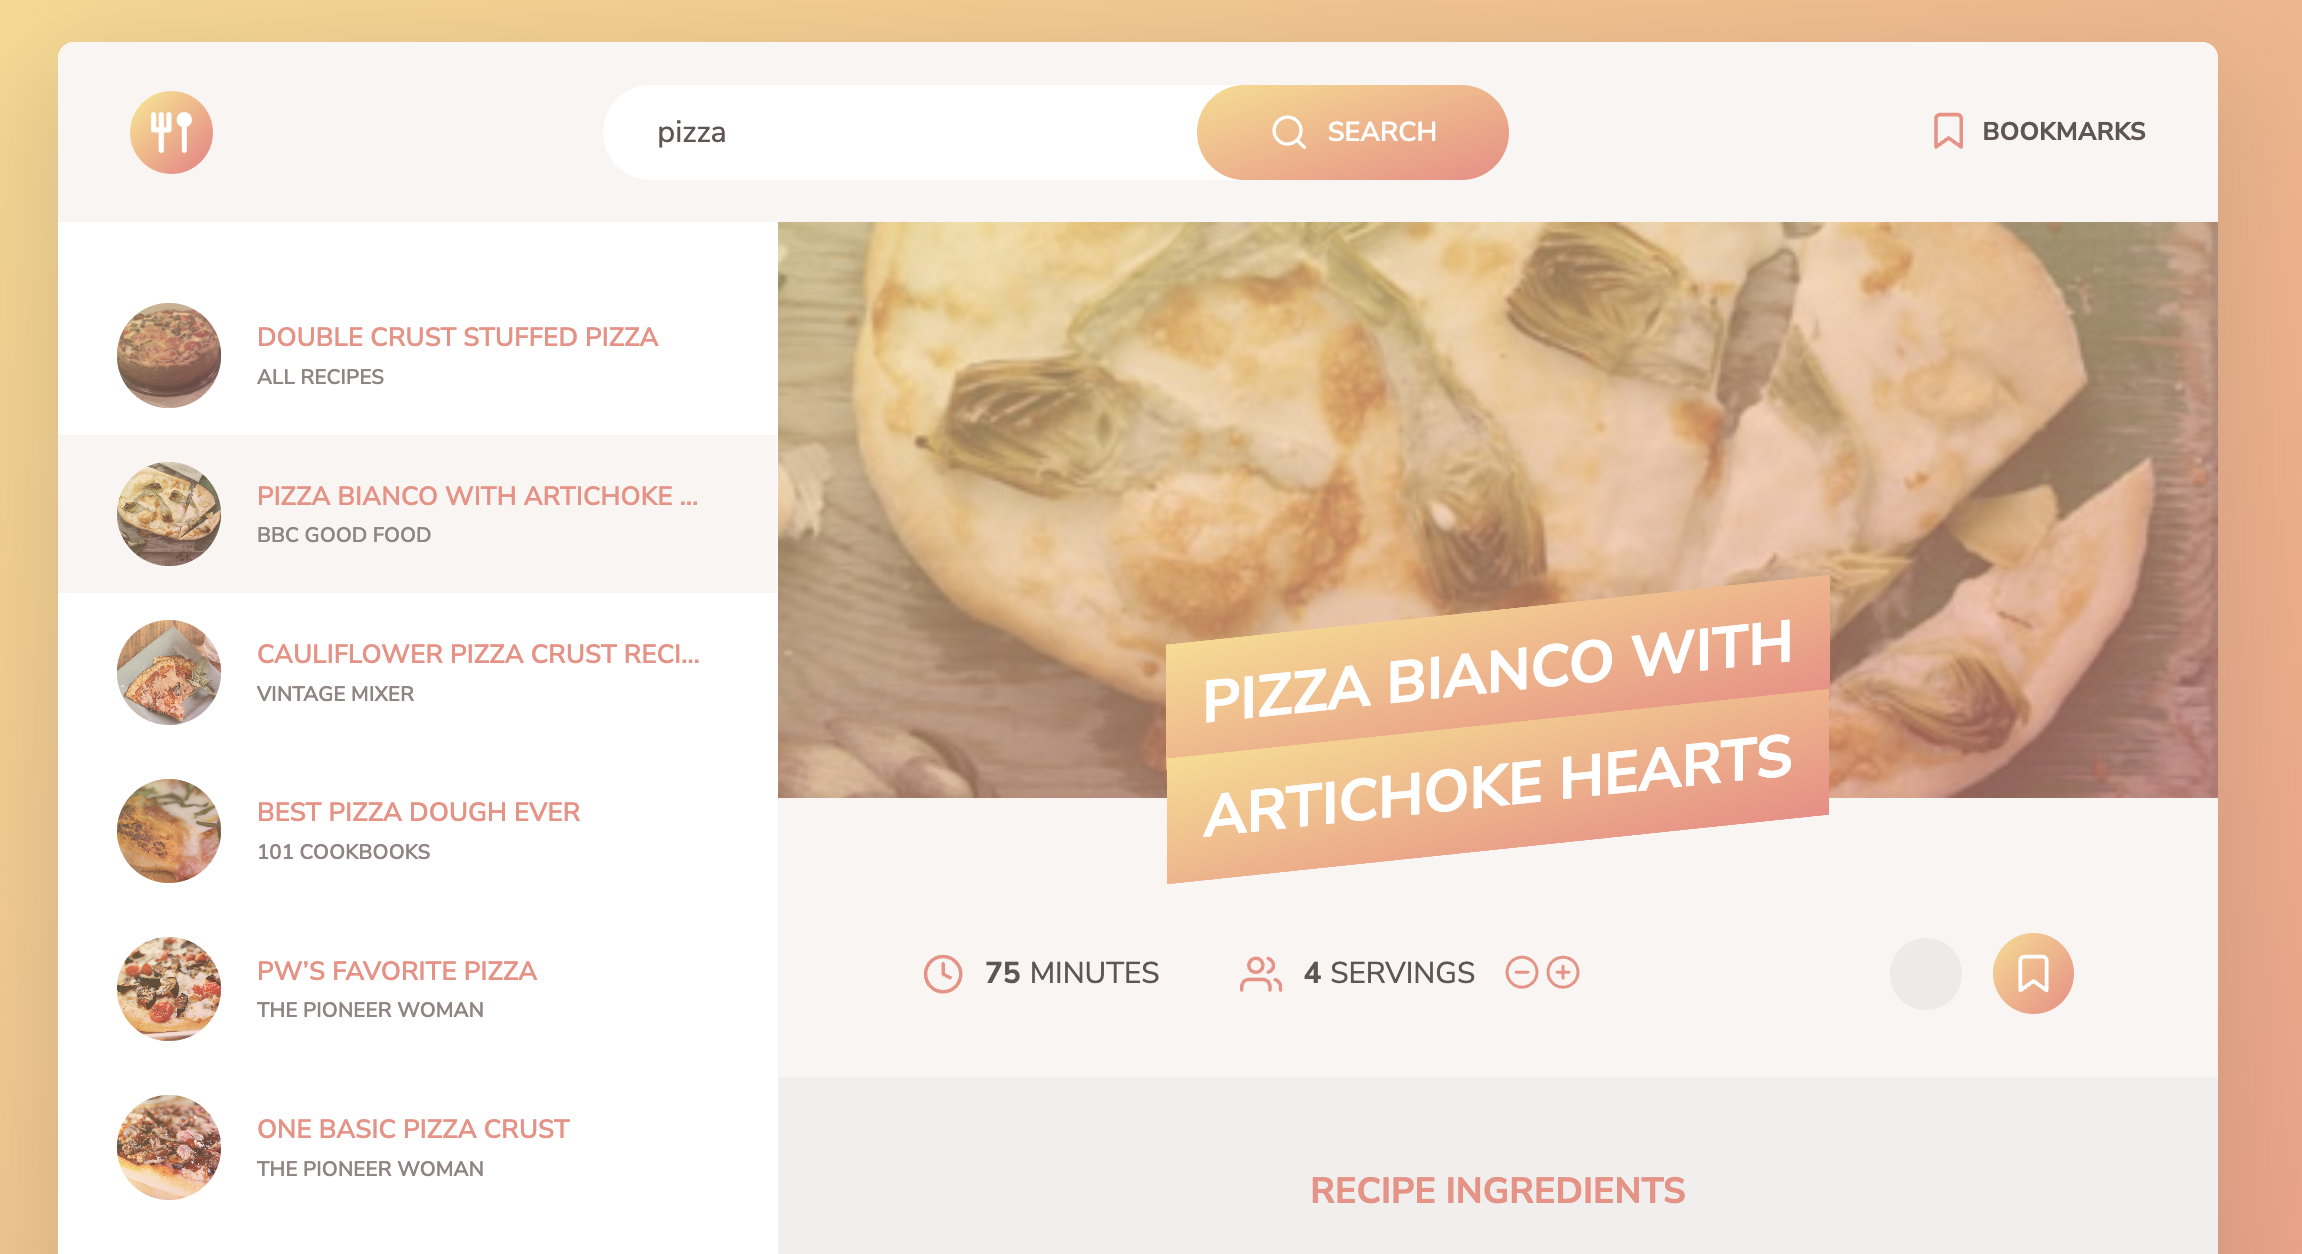 pizza
SEARCH
BOOKMARKS
DOUBLE CRUST STUFFED PIZZA
ALL RECIPES
PIZZA BIANCO WITH ARTICHOKE ...
BBC GOOD FOOD
CAULIFLOWER PIZZA CRUST RECI...
VINTAGE MIXER
BEST PIZZA DOUGH EVER
101 COOKBOOKS
PW’S FAVORITE PIZZA
THE PIONEER WOMAN
ONE BASIC PIZZA CRUST
THE PIONEER WOMAN
PIZZA BIANCO WITH
ARTICHOKE HEARTS
75 MINUTES
4 SERVINGS
RECIPE INGREDIENTS